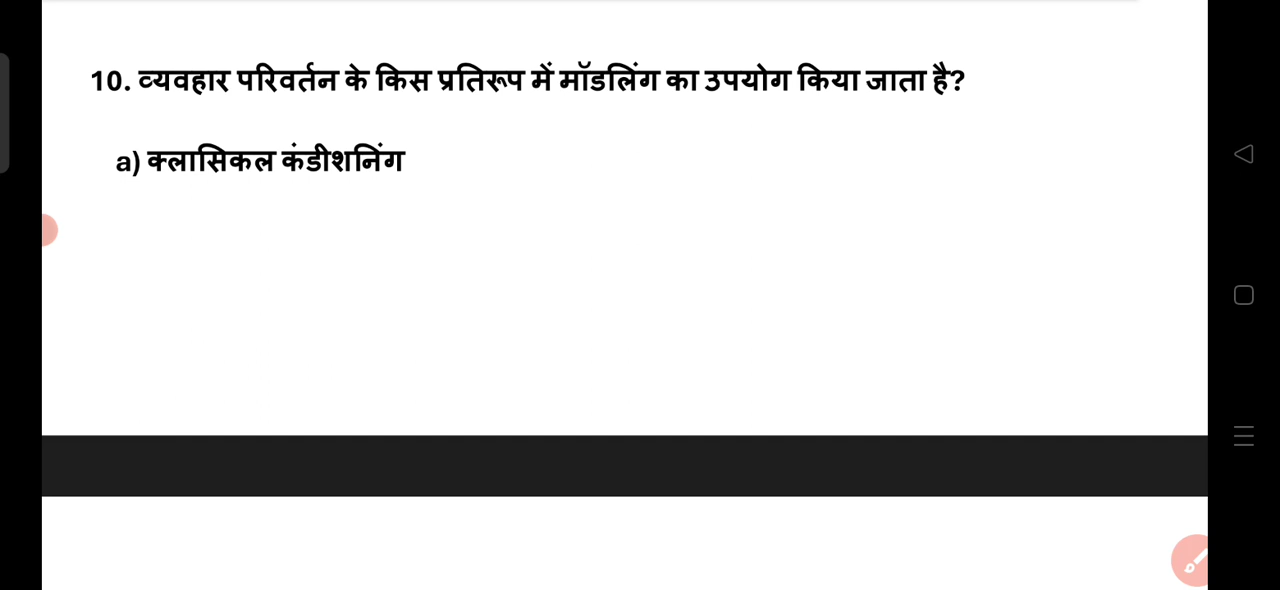 10. व्यवहार परिवर्तन के किस प्रतिरूप में मॉडलिंग का उपयोग किया जाता है?
a) क्लासिकल कंडीशनिंग